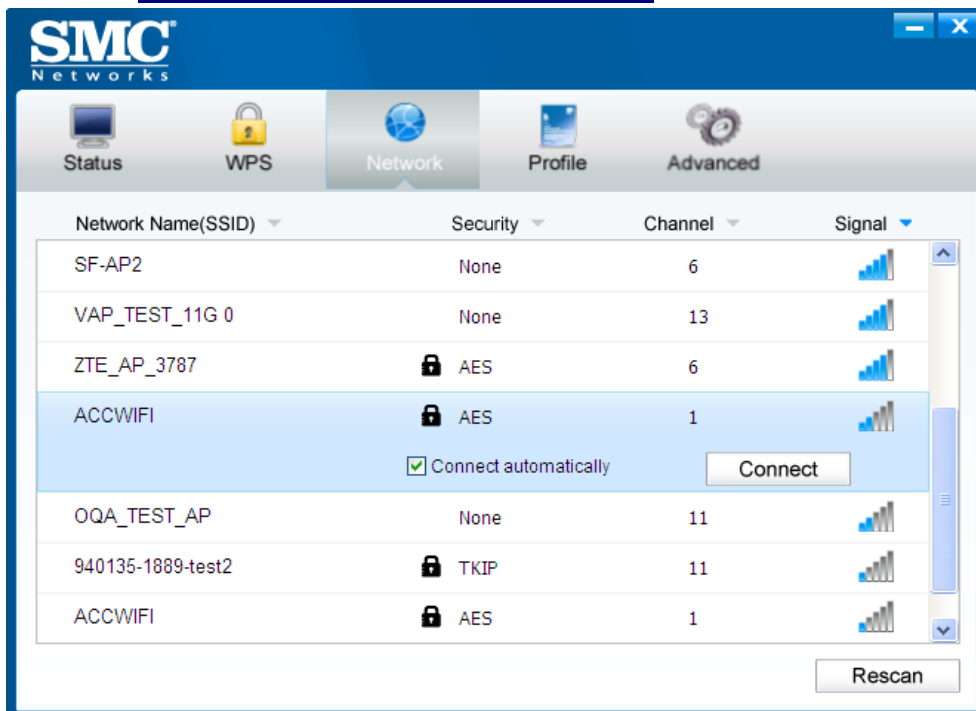 SMC®
Networks
Status WPS Network Profile Advanced
Network Name(SSID) Security Channel Signal
SF-AP2 None 6
VAP_TEST_11G 0 None 13
ZTE_AP_3787 AES 6
ACCWIFI AES 1
Connect automatically Connect
OQA_TEST_AP None 11
940135-1889-test2 TKIP 11
ACCWIFI AES 1
Rescan